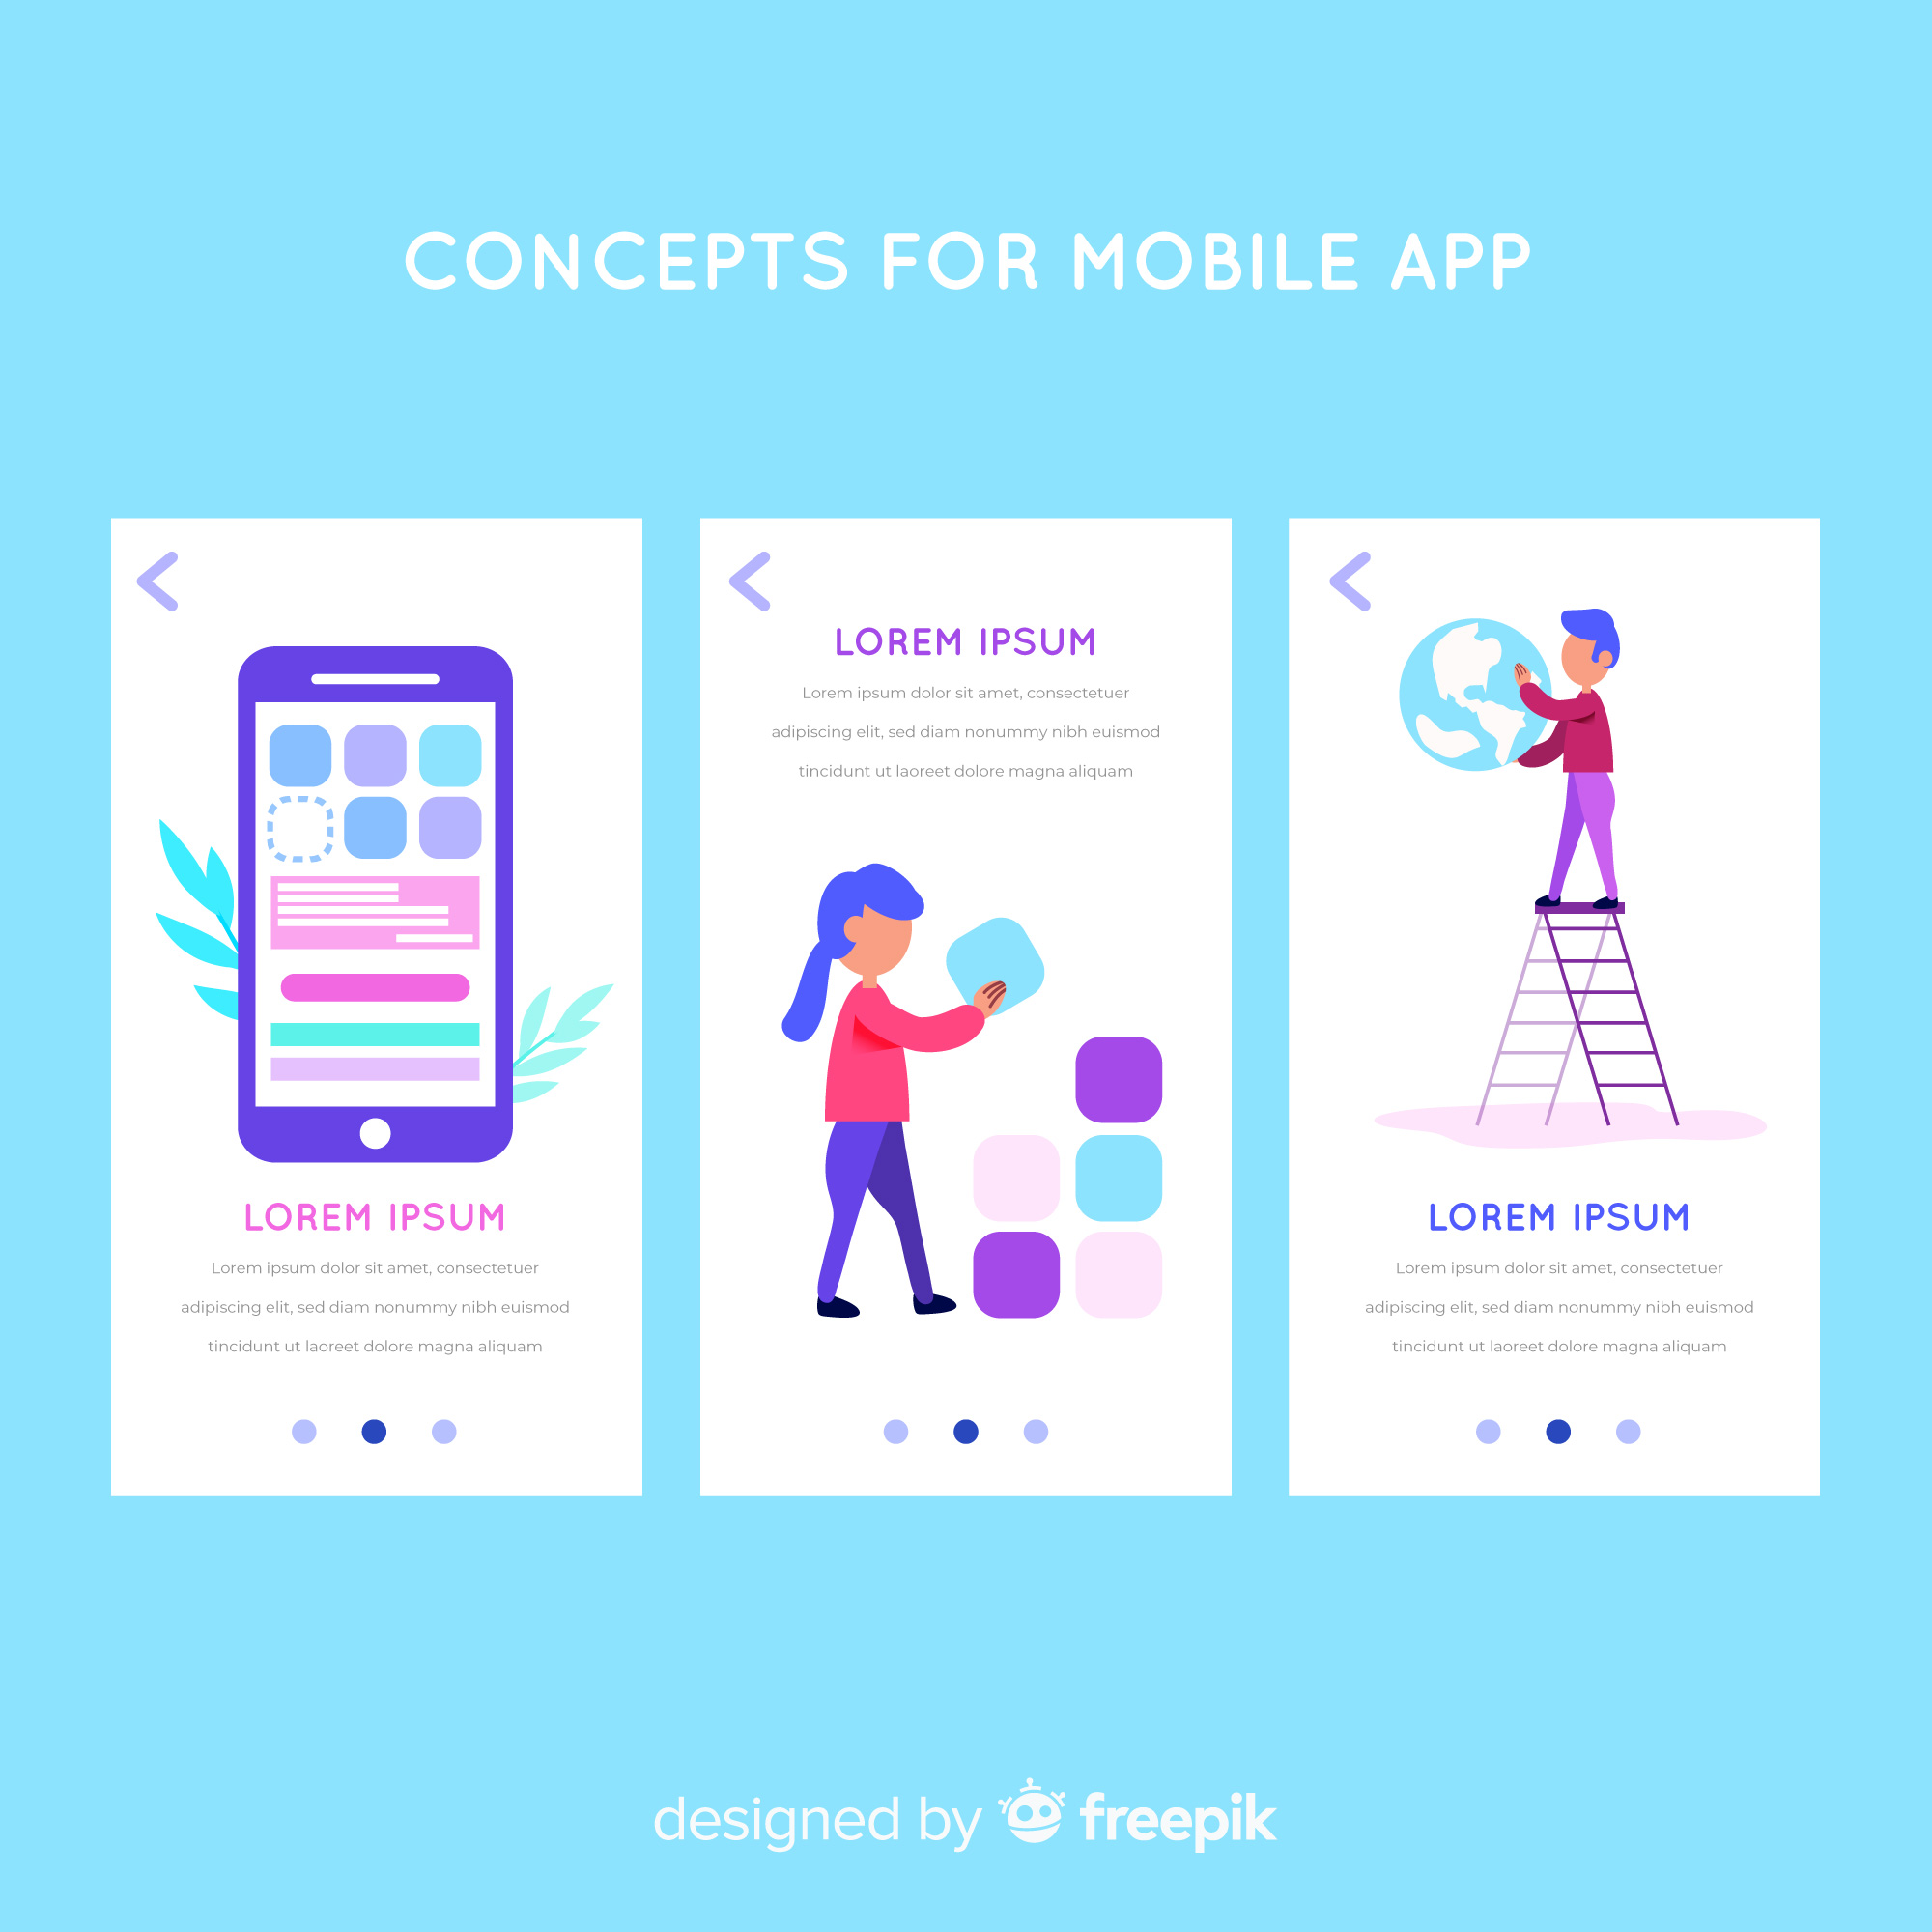 CONCEPTS FOR MOBILE APP
LOREM IPSUM
Lorem ipsum dolor sit amet, consectetuer
adipiscing elit, sed diam nonummy nibh euismod
tincidunt ut laoreet dolore magna aliquam
LOREM IPSUM
Lorem ipsum dolor sit amet, consectetuer
adipiscing elit, sed diam nonummy nibh euismod
tincidunt ut laoreet dolore magna aliquam
LOREM IPSUM
Lorem ipsum dolor sit amet, consectetuer
adipiscing elit, sed diam nonummy nibh euismod
tincidunt ut laoreet dolore magna aliquam
designed by freepik